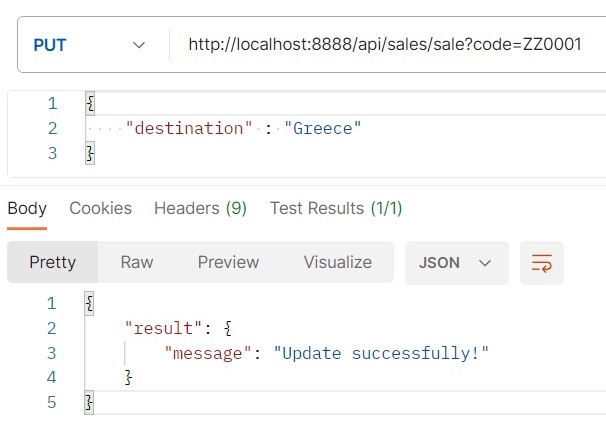 PUT http://localhost:8888/api/sales/sale?code=ZZ0001
1 {
2 "destination" : "Greece"
3 }
Body Cookies Headers (9) Test Results (1/1)
Pretty Raw Preview Visualize JSON
1 {
2 "result": {
3 "message": "Update successfully!"
4 }
5 }